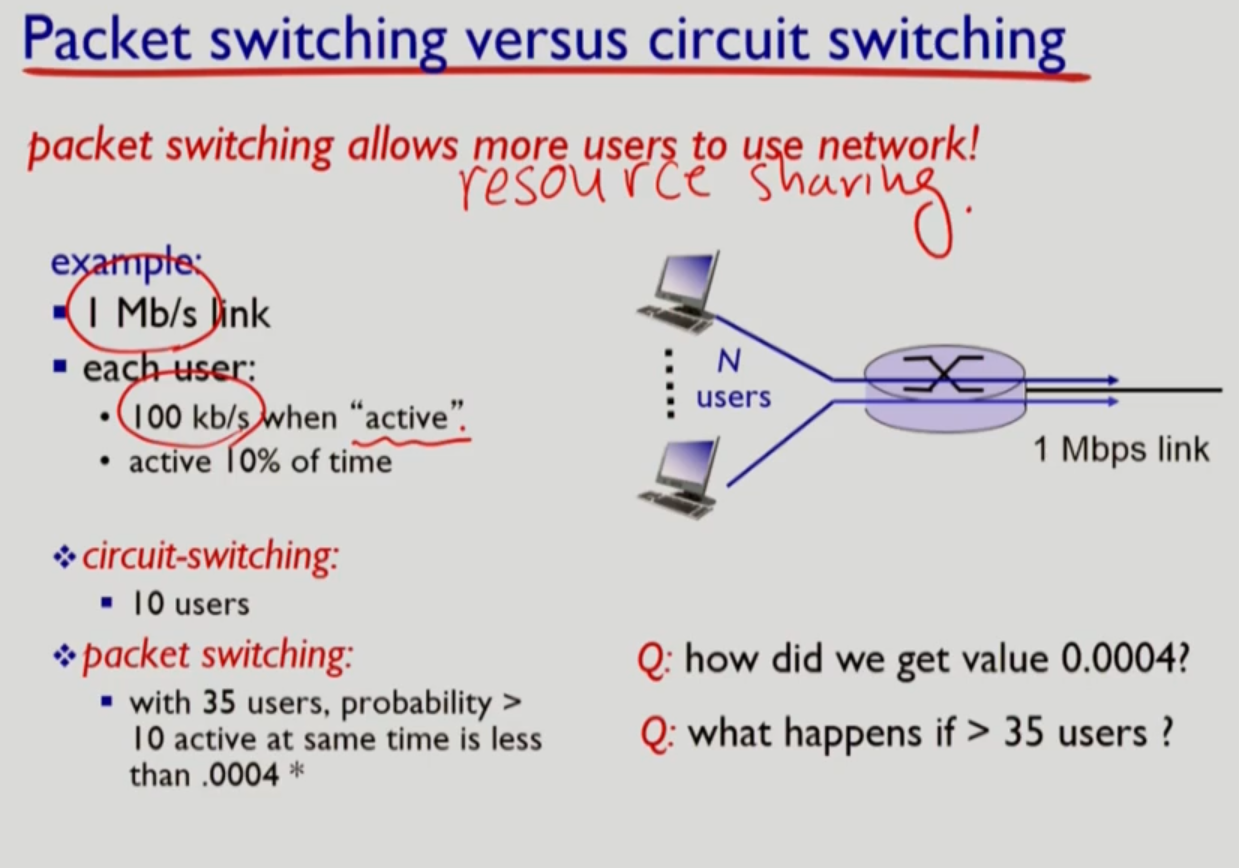 Packet switching versus circuit switching
packet switching allows more users to use network!
resource sharing.
example:
▪ 1 Mb/s link
▪ each user:
• 100 kb/s when “active”.
• active 10% of time
N
users
1 Mbps link
❖ circuit-switching:
▪ 10 users
❖ packet switching:
▪ with 35 users, probability >
10 active at same time is less
than .0004 *
Q: how did we get value 0.0004?
Q: what happens if > 35 users ?